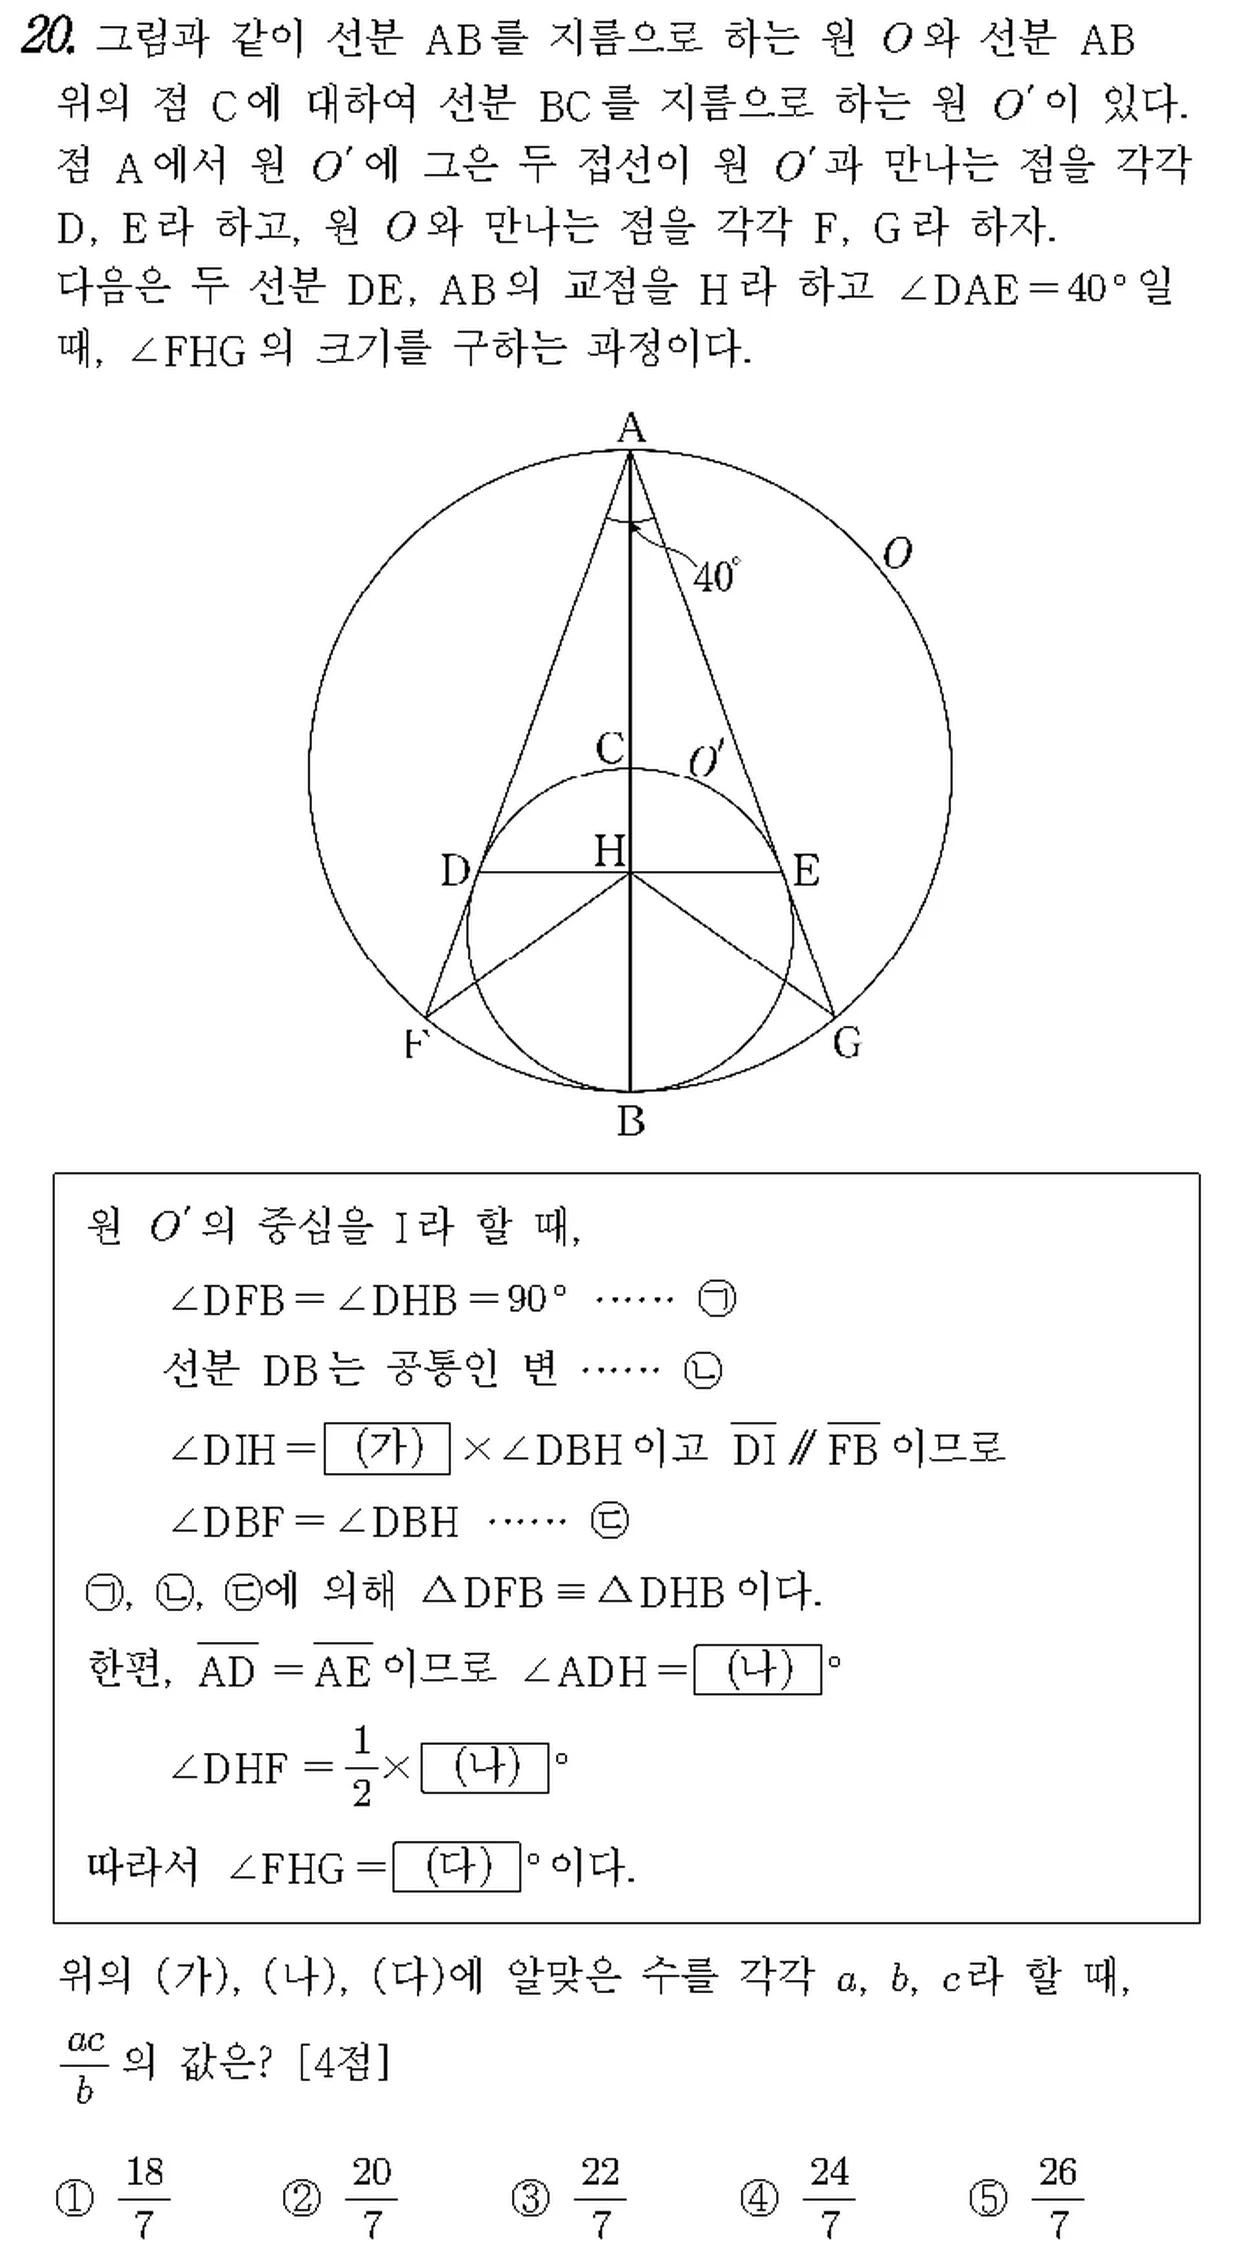 20. 그림과 같이 선분 AB를 지름으로 하는 원 O와 선분 AB
위의 점 C에 대하여 선분 BC를 지름으로 하는 원 O′이 있다.
점 A에서 원 O′에 그은 두 접선이 원 O′과 만나는 점을 각각
D, E라 하고, 원 O와 만나는 점을 각각 F, G라 하자.
다음은 두 선분 DE, AB의 교점을 H라 하고 ∠DAE=40°일
때, ∠FHG의 크기를 구하는 과정이다.
A
O
40°
C
O′
H
D
E
F
G
B
원 O′의 중심을 I라 할 때,
∠DFB=∠DHB=90° ⋯⋯ ㉠
선분 DB는 공통인 변 ⋯⋯ ㉡
∠DIH= (가) ×∠DBH이고 DI∥FB이므로
∠DBF=∠DBH ⋯⋯ ㉢
㉠, ㉡, ㉢에 의해 △DFB≡△DHB이다.
한편, AD=AE이므로 ∠ADH= (나) °
∠DHF=1/2× (나) °
따라서 ∠FHG= (다) °이다.
위의 (가), (나), (다)에 알맞은 수를 각각 a, b, c라 할 때,
ac/b의 값은? [4점]
① 18/7 ② 20/7 ③ 22/7 ④ 24/7 ⑤ 26/7